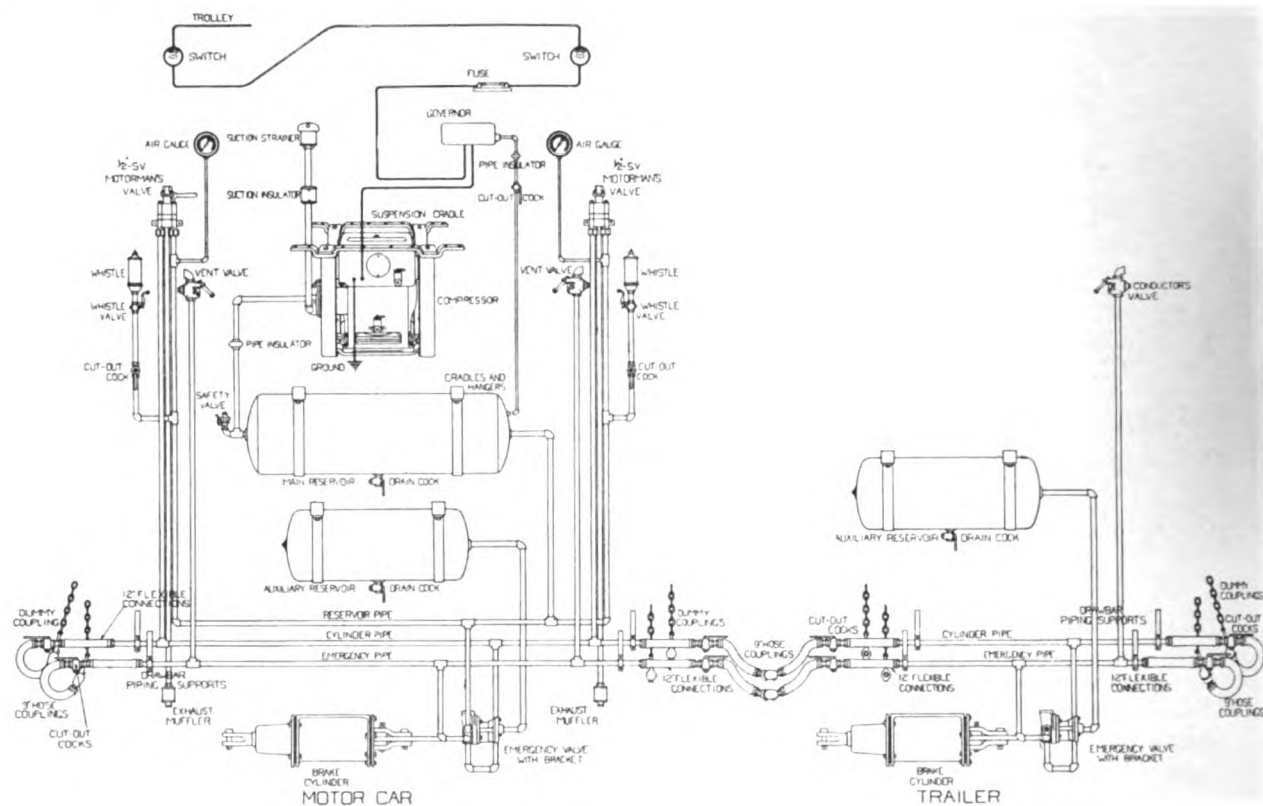 TROLLEY
SWITCH
SWITCH
FUSE
GOVERNOR
AIR GAUGE
SUCTION STRAINER
AIR GAUGE
PIPE INSULATOR
½"-S.V.
MOTORMAN'S
VALVE
½"-S.V.
MOTORMAN'S
VALVE
SUCTION INSULATOR
CUT-OUT
COCK
SUSPENSION CRADLE
WHISTLE
VENT VALVE
VENT VALVE
WHISTLE
CONDUCTORS
VALVE
WHISTLE
VALVE
COMPRESSOR
WHISTLE
VALVE
PIPE INSULATOR
CUT-OUT
COCK
GROUND
CUT-OUT
COCK
CRADLES AND
HANGERS
SAFETY
VALVE
MAIN RESERVOIR
DRAIN COCK
AUXILIARY RESERVOIR
DRAIN COCK
AUXILIARY RESERVOIR
DRAIN COCK
12" FLEXIBLE
CONNECTIONS
DUMMY
COUPLING
RESERVOIR PIPE
CYLINDER PIPE
EMERGENCY PIPE
DUMMY
COUPLINGS
CUT-OUT
COCKS
DRAWBAR
PIPING SUPPORTS
DUMMY
COUPLINGS
CUT-OUT
COCKS
CYLINDER PIPE
EMERGENCY PIPE
9" HOSE
COUPLINGS
DRAWBAR
PIPING SUPPORTS
12" FLEXIBLE
CONNECTIONS
12" FLEXIBLE
CONNECTIONS
12" FLEXIBLE
CONNECTIONS
9" HOSE
COUPLINGS
9" HOSE
COUPLINGS
CUT-OUT
COCKS
EXHAUST
MUFFLER
EXHAUST
MUFFLER
EMERGENCY VALVE
WITH BRACKET
EMERGENCY VALVE
WITH BRACKET
BRAKE
CYLINDER
BRAKE
CYLINDER
MOTOR CAR
TRAILER